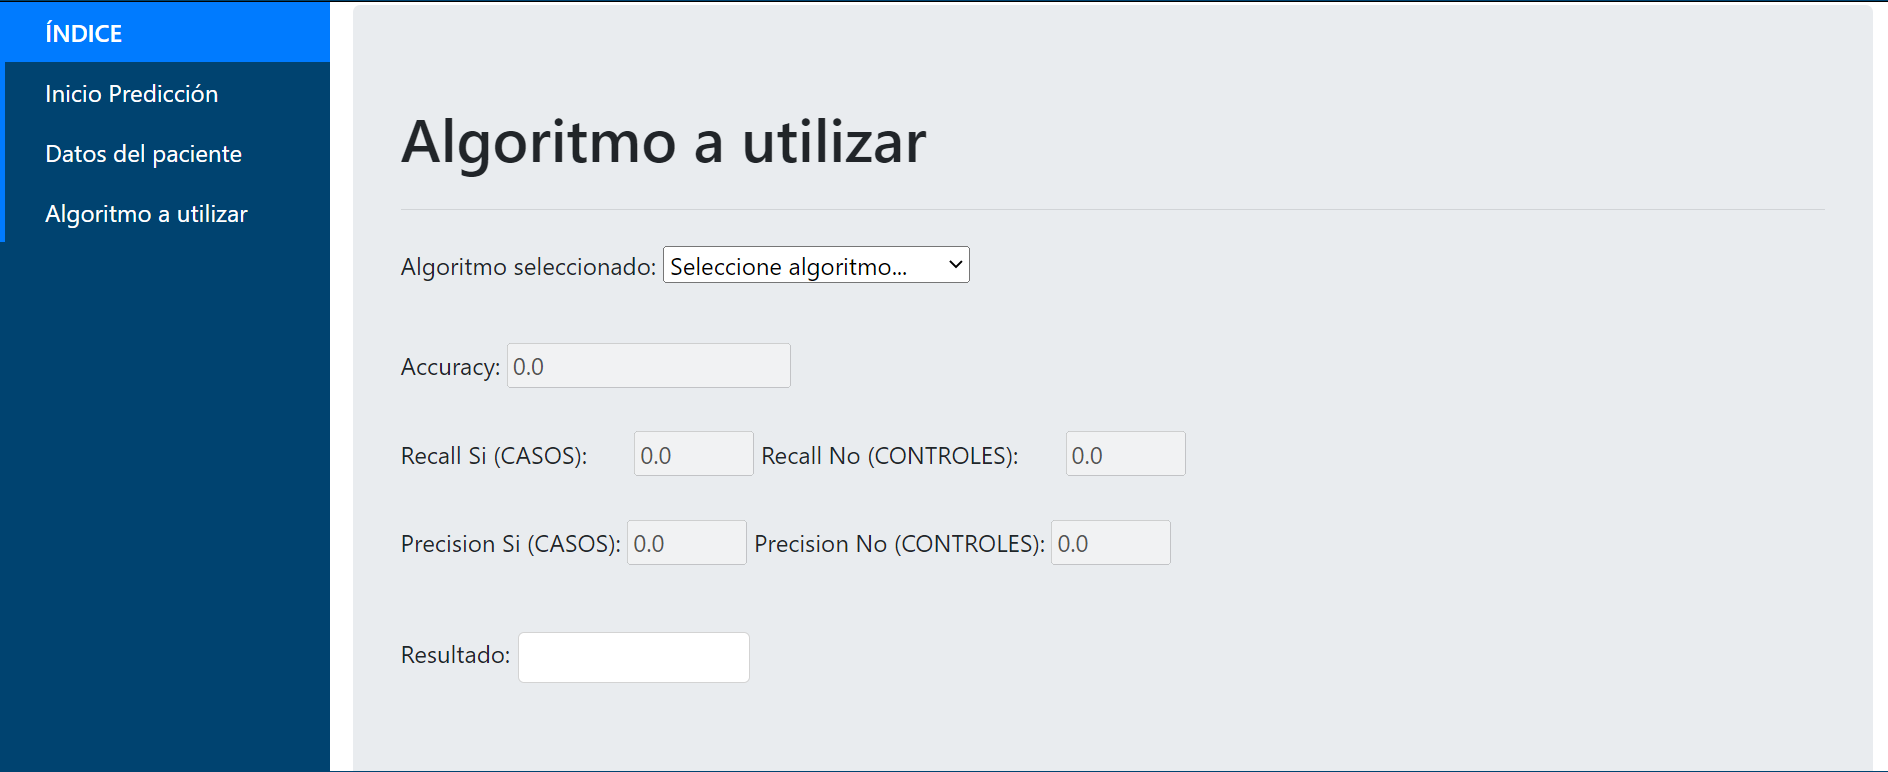 ÍNDICE
Inicio Predicción
Datos del paciente
Algoritmo a utilizar
Algoritmo a utilizar
Algoritmo seleccionado: Seleccione algoritmo...
Accuracy: 0.0
Recall Si (CASOS): 0.0 Recall No (CONTROLES): 0.0
Precision Si (CASOS): 0.0 Precision No (CONTROLES): 0.0
Resultado: